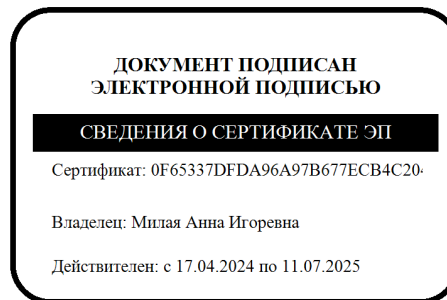 ДОКУМЕНТ ПОДПИСАН
ЭЛЕКТРОННОЙ ПОДПИСЬЮ
СВЕДЕНИЯ О СЕРТИФИКАТЕ ЭП
Сертификат: 0F65337DFDA96A97B677ECB4C20
Владелец: Милая Анна Игоревна
Действителен: с 17.04.2024 по 11.07.2025